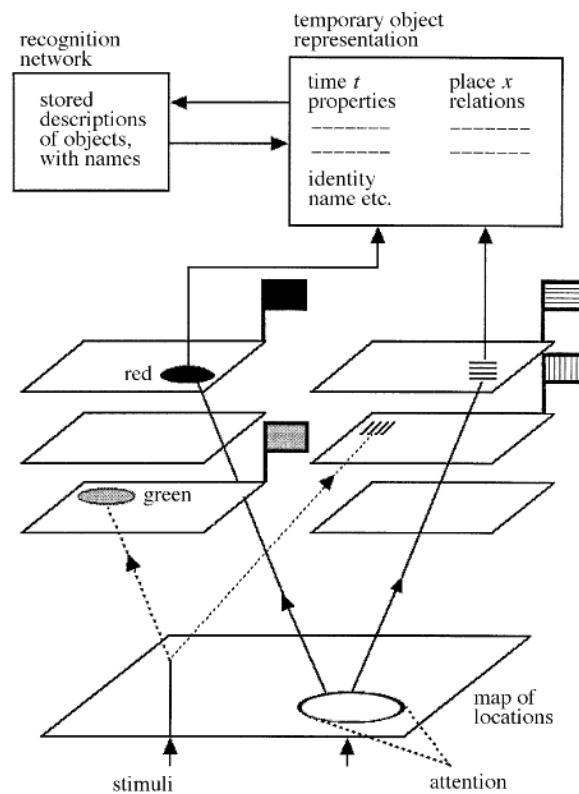 recognition
network
temporary object
representation
stored
descriptions
of objects,
with names
time t
properties
place x
relations
identity
name etc.
red
green
map of
locations
stimuli
attention